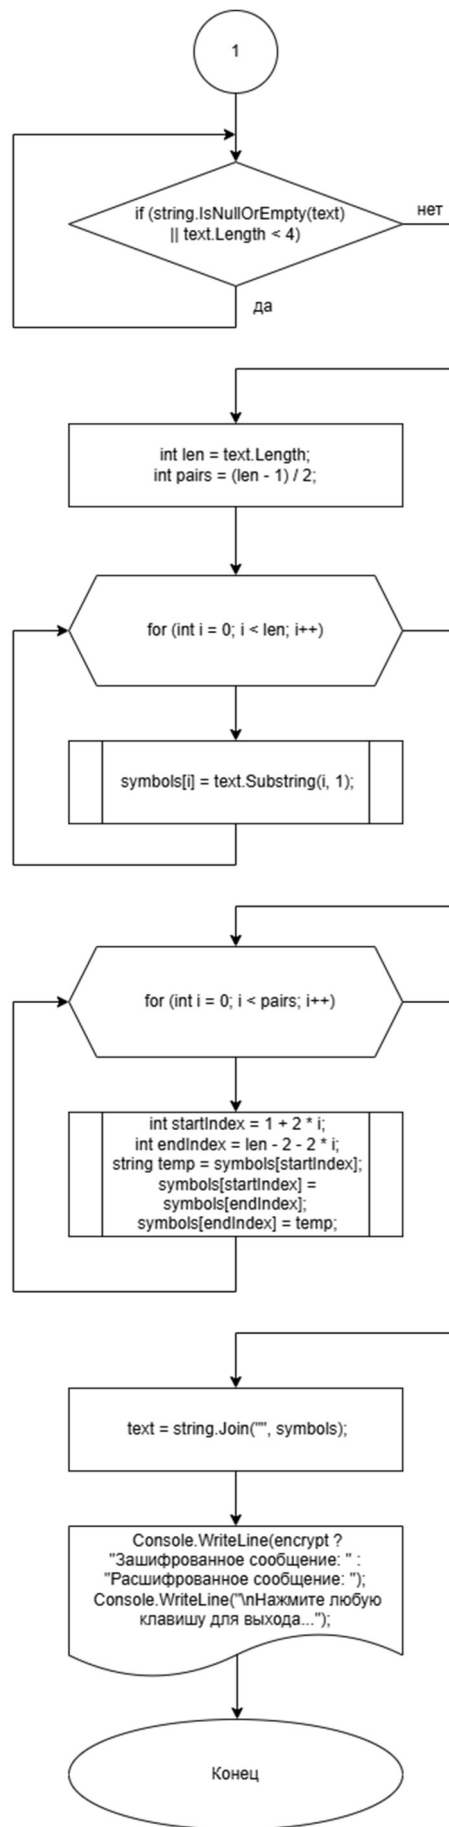 1
if (string.IsNullOrEmpty(text)
|| text.Length < 4)
нет
да
int len = text.Length;
int pairs = (len - 1) / 2;
for (int i = 0; i < len; i++)
symbols[i] = text.Substring(i, 1);
for (int i = 0; i < pairs; i++)
int startIndex = 1 + 2 * i;
int endIndex = len - 2 - 2 * i;
string temp = symbols[startIndex];
symbols[startIndex] =
symbols[endIndex];
symbols[endIndex] = temp;
text = string.Join("", symbols);
Console.WriteLine(encrypt ?
"Зашифрованное сообщение: " :
"Расшифрованное сообщение: ");
Console.WriteLine("\nНажмите любую
клавишу для выхода...");
Конец